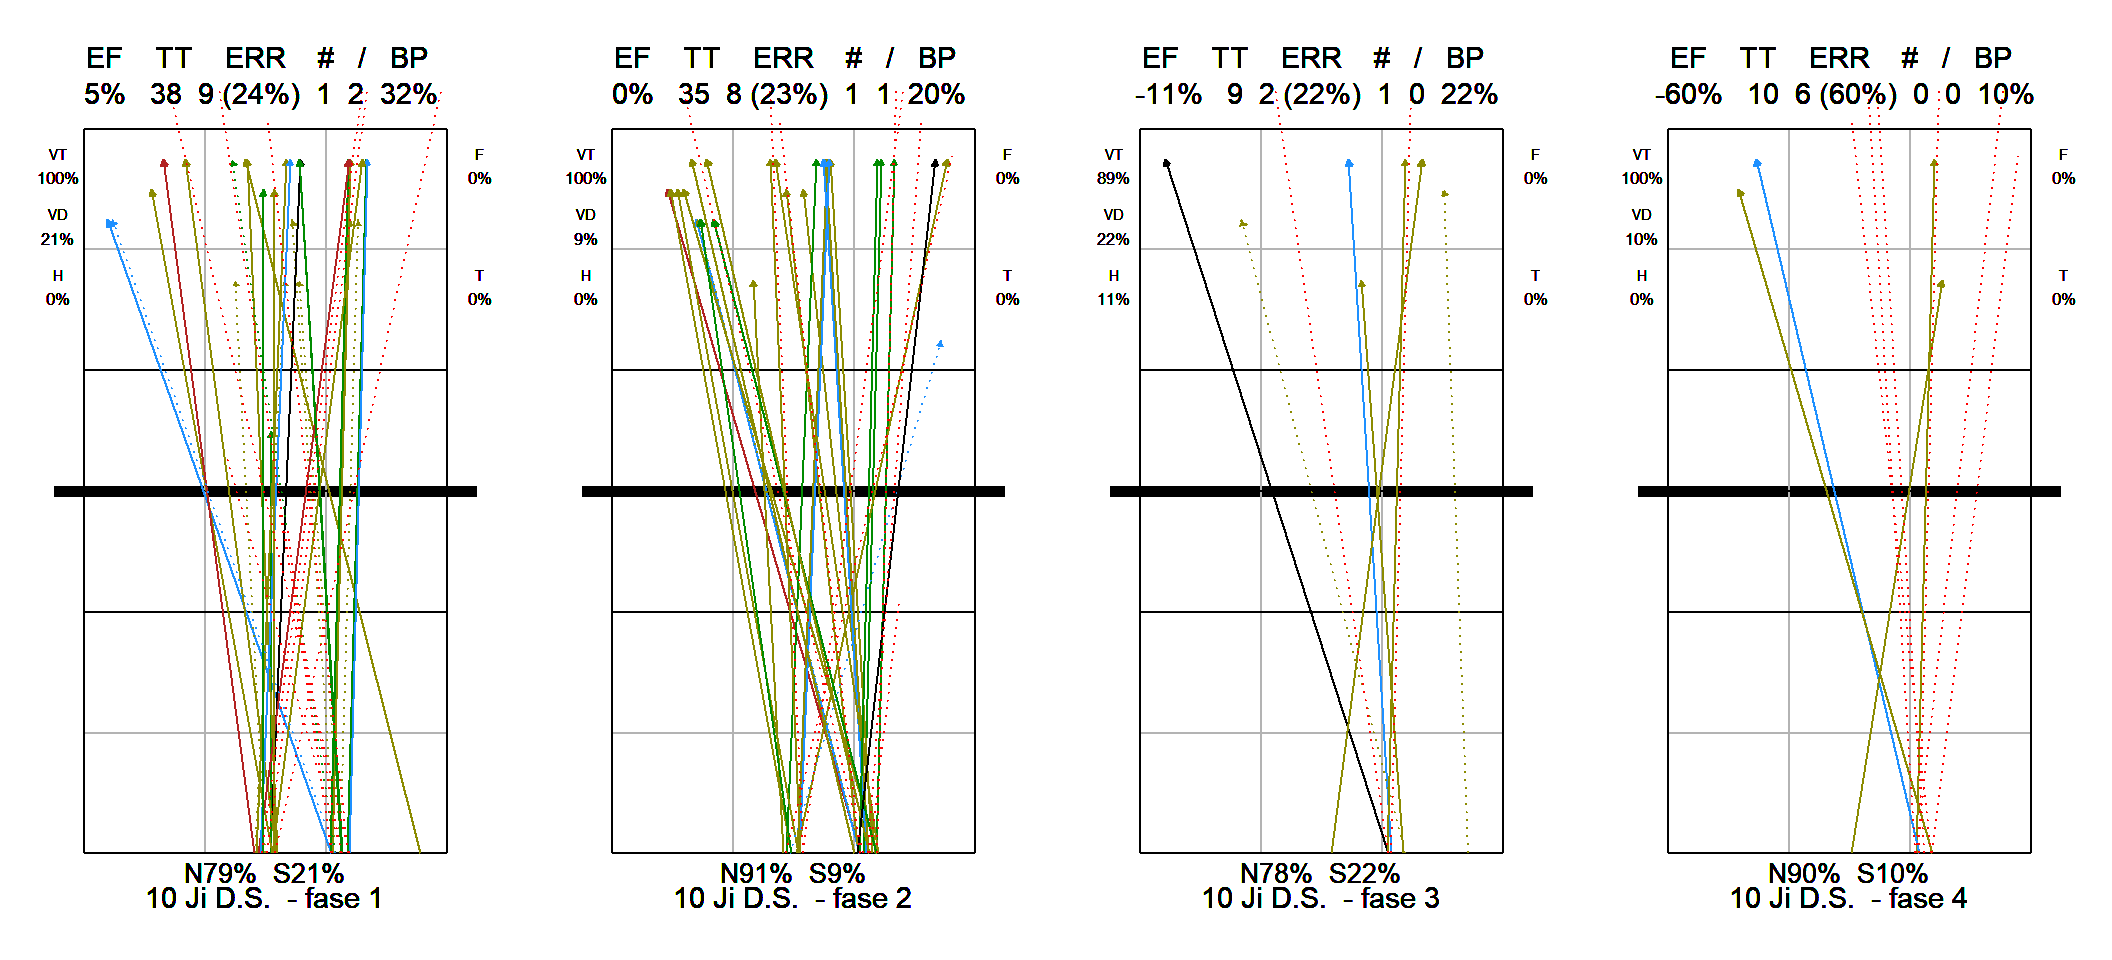 EF TT ERR # / BP
5% 38 9 (24%) 1 2 32%
VT
100%
VD
21%
H
0%
F
0%
T
0%
N79% S21%
10 Ji D.S. - fase 1
EF TT ERR # / BP
0% 35 8 (23%) 1 1 20%
VT
100%
VD
9%
H
0%
F
0%
T
0%
N91% S9%
10 Ji D.S. - fase 2
EF TT ERR # / BP
-11% 9 2 (22%) 1 0 22%
VT
89%
VD
22%
H
11%
F
0%
T
0%
N78% S22%
10 Ji D.S. - fase 3
EF TT ERR # / BP
-60% 10 6 (60%) 0 0 10%
VT
100%
VD
10%
H
0%
F
0%
T
0%
N90% S10%
10 Ji D.S. - fase 4